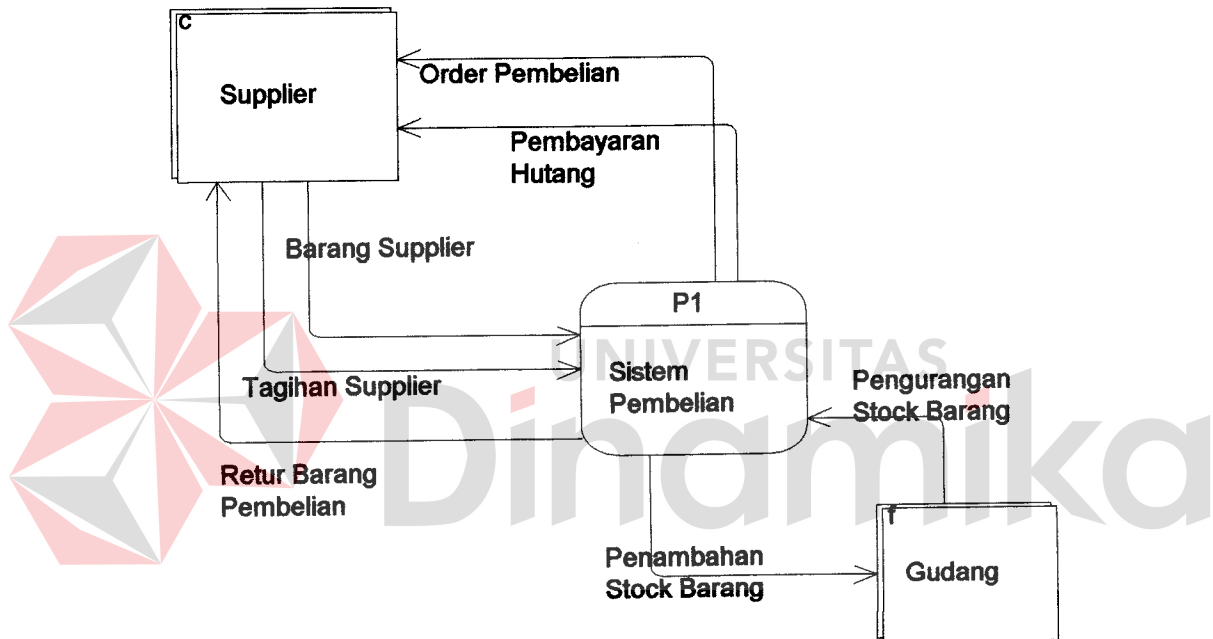 c
Supplier
Order Pembelian
Pembayaran
Hutang
Barang Supplier
P1
Sistem
Pembelian
Tagihan Supplier
Retur Barang
Pembelian
Pengurangan
Stock Barang
Penambahan
Stock Barang
f
Gudang
UNIVERSITAS
Dinamika